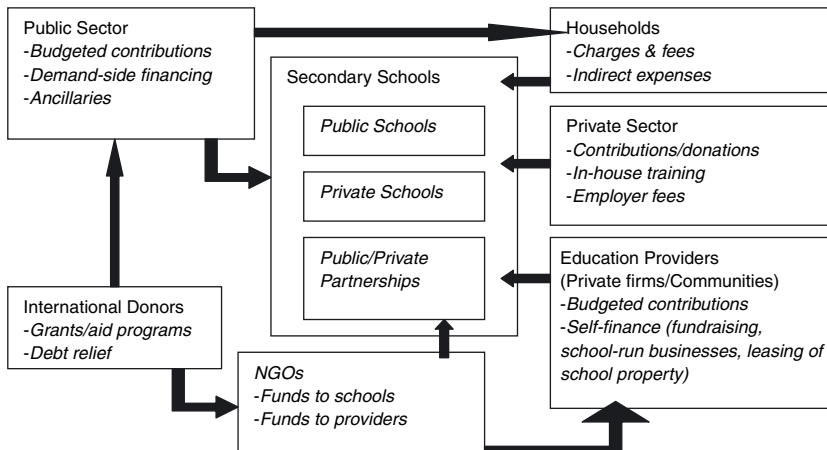 Public Sector
-Budgeted contributions
-Demand-side financing
-Ancillaries
Households
-Charges & fees
-Indirect expenses
Secondary Schools
Public Schools
Private Schools
Public/Private
Partnerships
Private Sector
-Contributions/donations
-In-house training
-Employer fees
Education Providers
(Private firms/Communities)
-Budgeted contributions
-Self-finance (fundraising,
school-run businesses, leasing of
school property)
International Donors
-Grants/aid programs
-Debt relief
NGOs
-Funds to schools
-Funds to providers